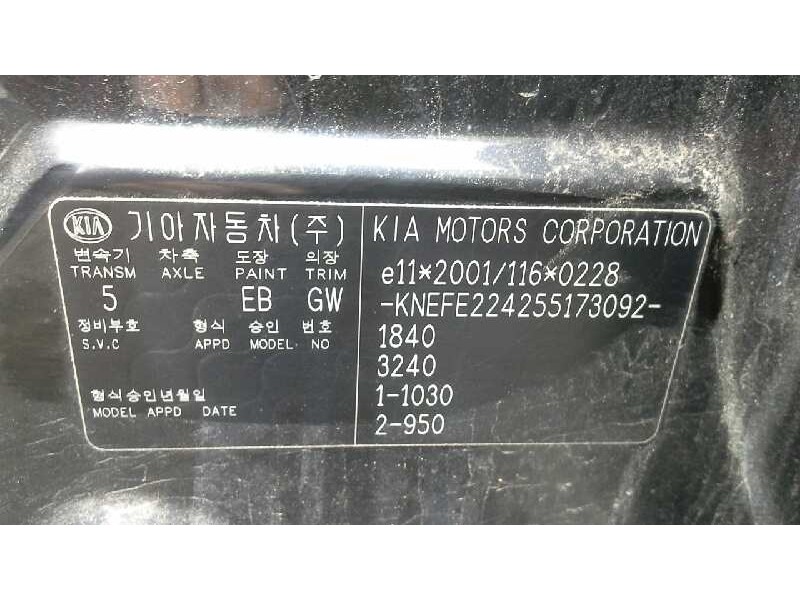 KIA 기아자동차(주)
변속기 차축 도장 의장
TRANSM AXLE PAINT TRIM
5 EB GW
정비부호 형식 승인 번호
S.V.C APPD MODEL NO
형식승인년월일
MODEL APPD DATE
KIA MOTORS CORPORATION
e11*2001/116*0228
-KNEFE224255173092-
1840
3240
1-1030
2-950